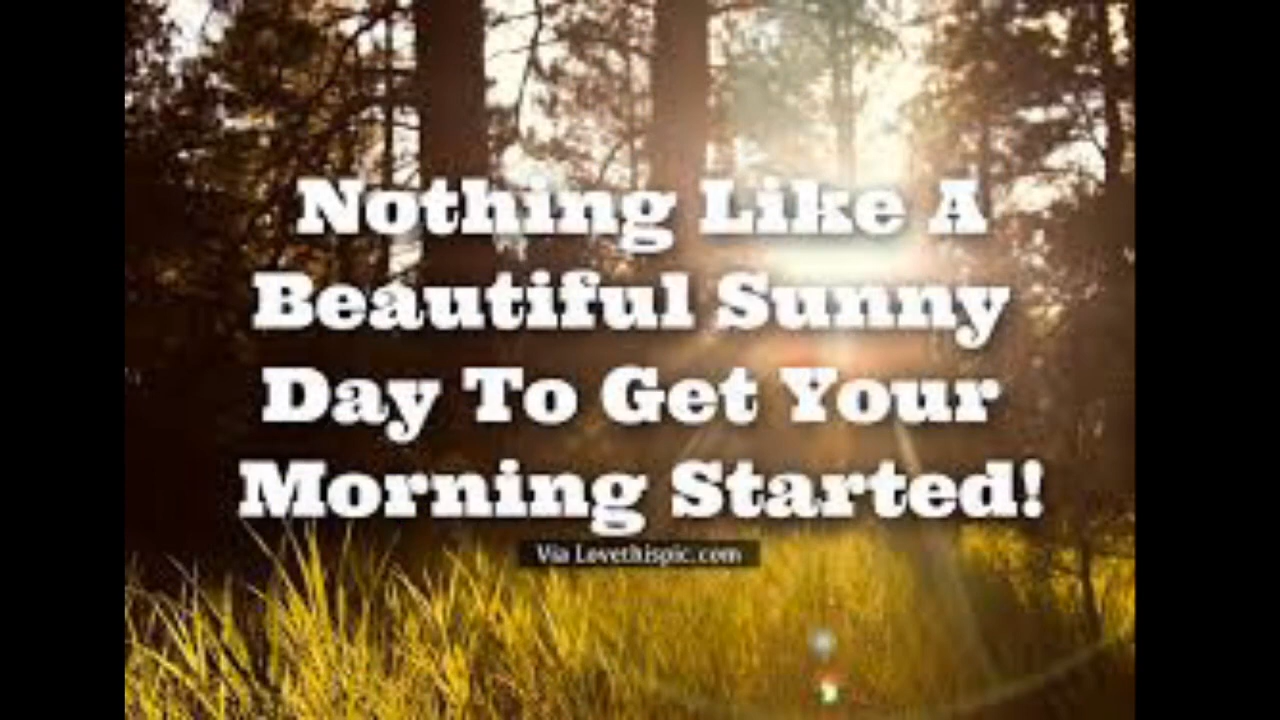 Nothing Like A
Beautiful Sunny
Day To Get Your
Morning Started!
Via Lovethispic.com